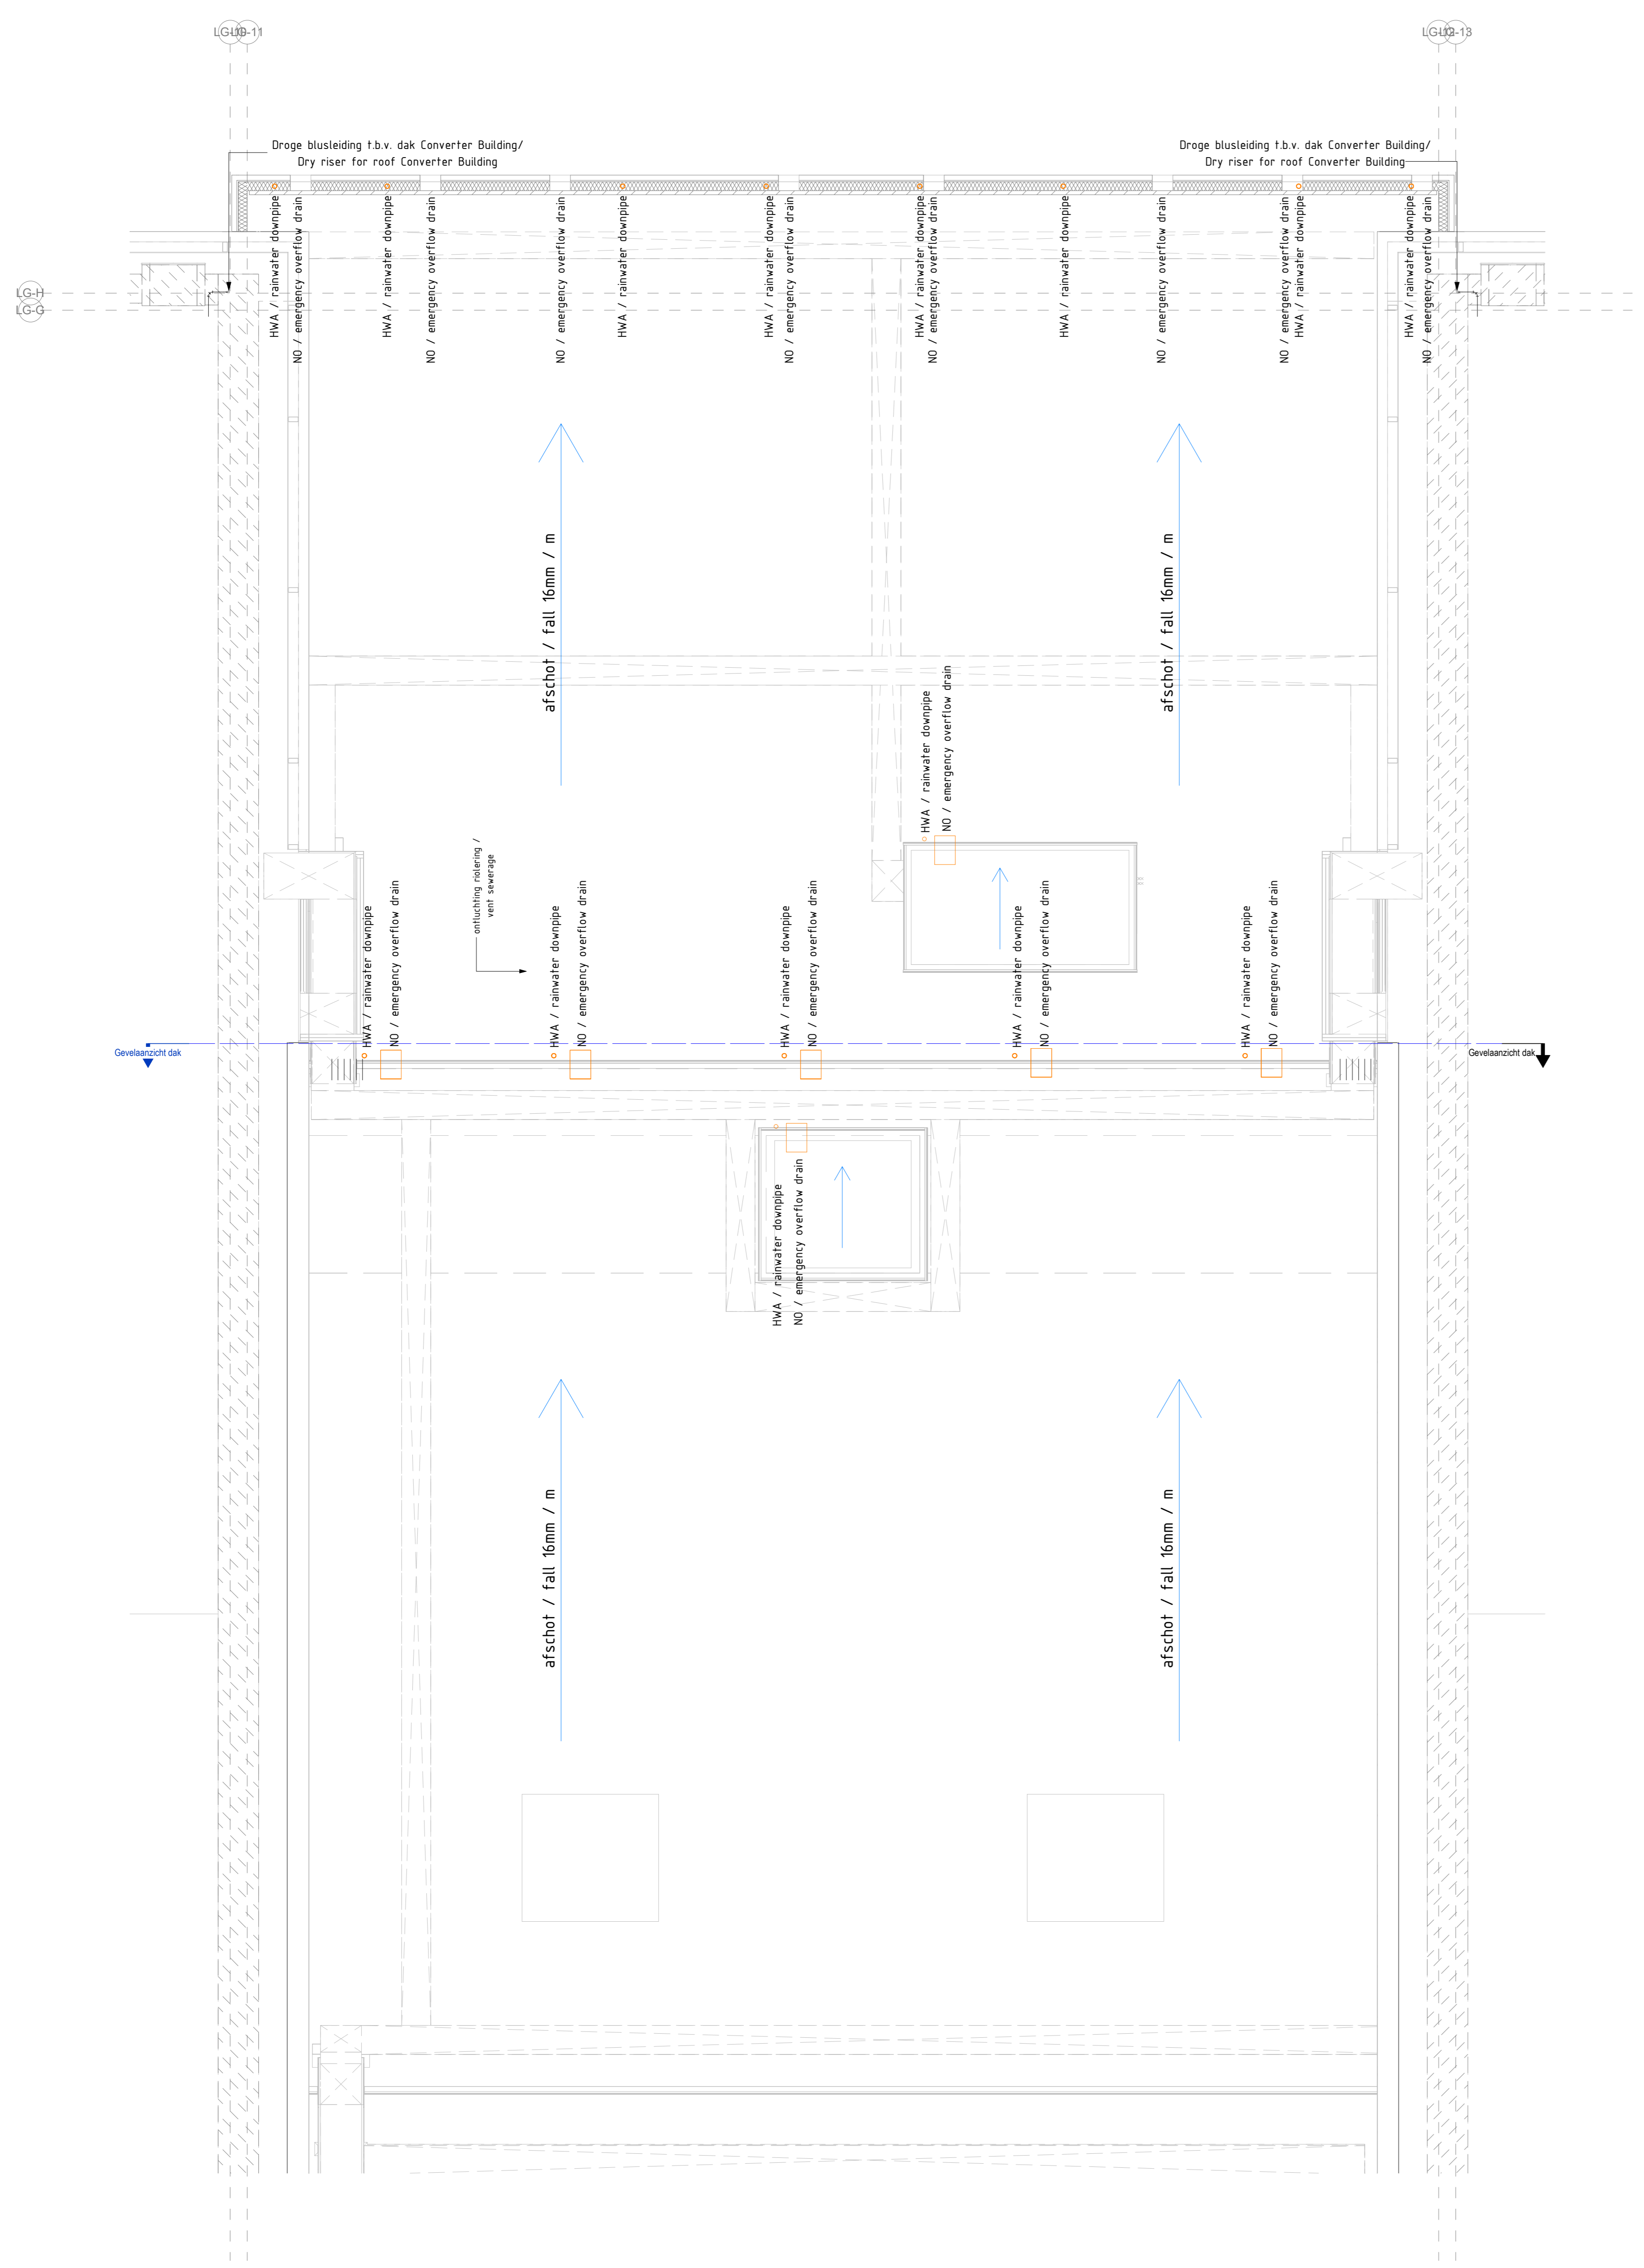 LG-11
LG-13
Droge blusleiding t.b.v. dak Converter Building/
Dry riser for roof Converter Building
Droge blusleiding t.b.v. dak Converter Building/
Dry riser for roof Converter Building
HWA / rainwater downpipe
NO / emergency overflow drain
HWA / rainwater downpipe
NO / emergency overflow drain
NO / emergency overflow drain
HWA / rainwater downpipe
HWA / rainwater downpipe
NO / emergency overflow drain
HWA / rainwater downpipe
NO / emergency overflow drain
HWA / rainwater downpipe
NO / emergency overflow drain
NO / emergency overflow drain
HWA / rainwater downpipe
HWA / rainwater downpipe
NO / emergency overflow drain
LG-H
LG-G
afschot / fall 16mm / m
afschot / fall 16mm / m
HWA / rainwater downpipe
NO / emergency overflow drain
ontluchting riolering /
vent sewerage
HWA / rainwater downpipe
NO / emergency overflow drain
HWA / rainwater downpipe
NO / emergency overflow drain
HWA / rainwater downpipe
NO / emergency overflow drain
HWA / rainwater downpipe
NO / emergency overflow drain
HWA / rainwater downpipe
NO / emergency overflow drain
Gevelaanzicht dak
Gevelaanzicht dak
HWA / rainwater downpipe
NO / emergency overflow drain
afschot / fall 16mm / m
afschot / fall 16mm / m